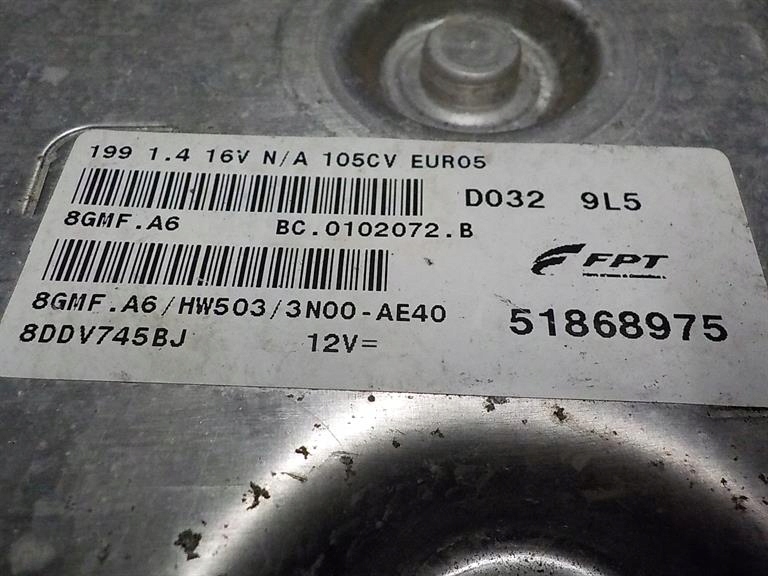 199 1.4 16V N/A 105CV EURO5
D032 9L5
8GMF.A6 BC.0102072.B
FPT
8GMF.A6/HW503/3N00-AE40
51868975
8DDV745BJ 12V=